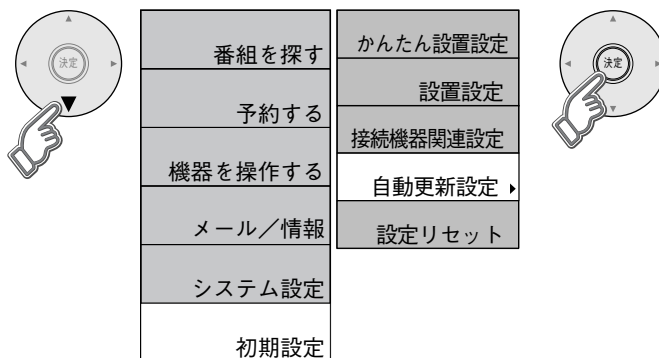 決定
番組を探す
予約する
機器を操作する
メール／情報
システム設定
初期設定
かんたん設置設定
設置設定
接続機器関連設定
自動更新設定
設定リセット
決定